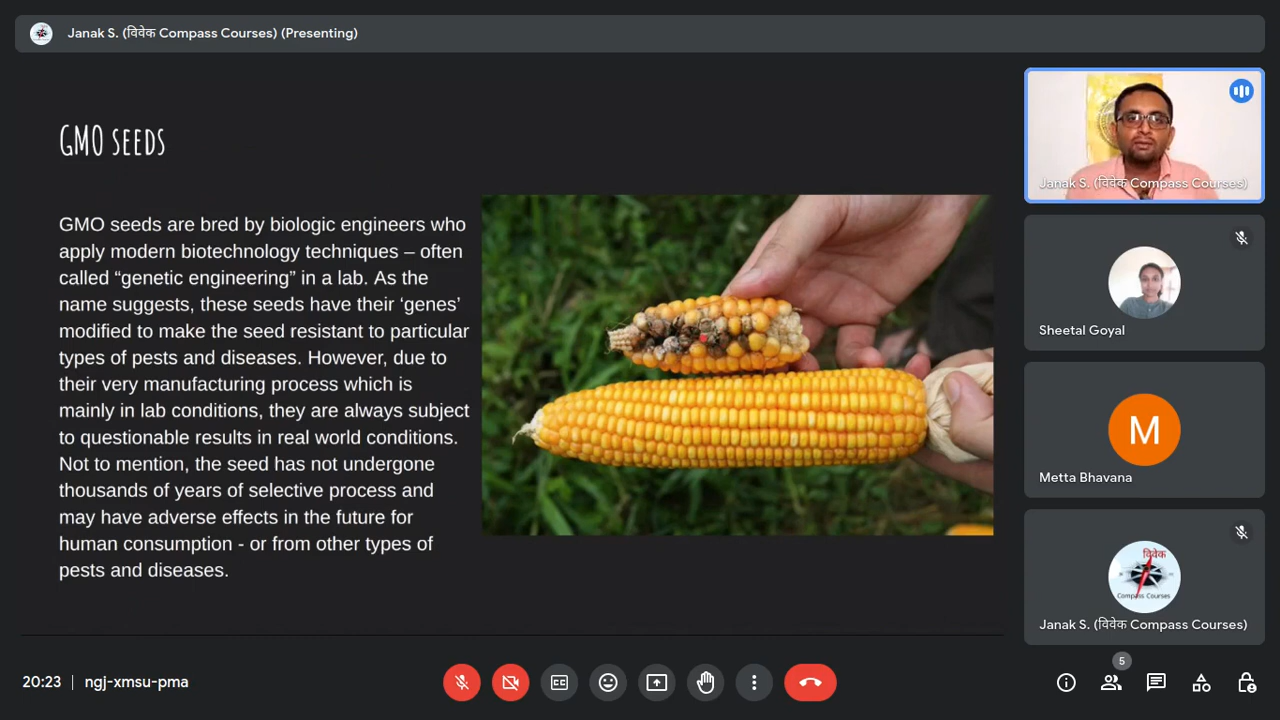 Janak S. (विवेक Compass Courses) (Presenting)
GMO SEEDS
GMO seeds are bred by biologic engineers who
apply modern biotechnology techniques – often
called “genetic engineering” in a lab. As the
name suggests, these seeds have their ‘genes’
modified to make the seed resistant to particular
types of pests and diseases. However, due to
their very manufacturing process which is
mainly in lab conditions, they are always subject
to questionable results in real world conditions.
Not to mention, the seed has not undergone
thousands of years of selective process and
may have adverse effects in the future for
human consumption - or from other types of
pests and diseases.
Janak S. (विवेक Compass Courses)
Sheetal Goyal
M
Metta Bhavana
विवेक
Compass Courses
Janak S. (विवेक Compass Courses)
20:23 | ngj-xmsu-pma
CC
5